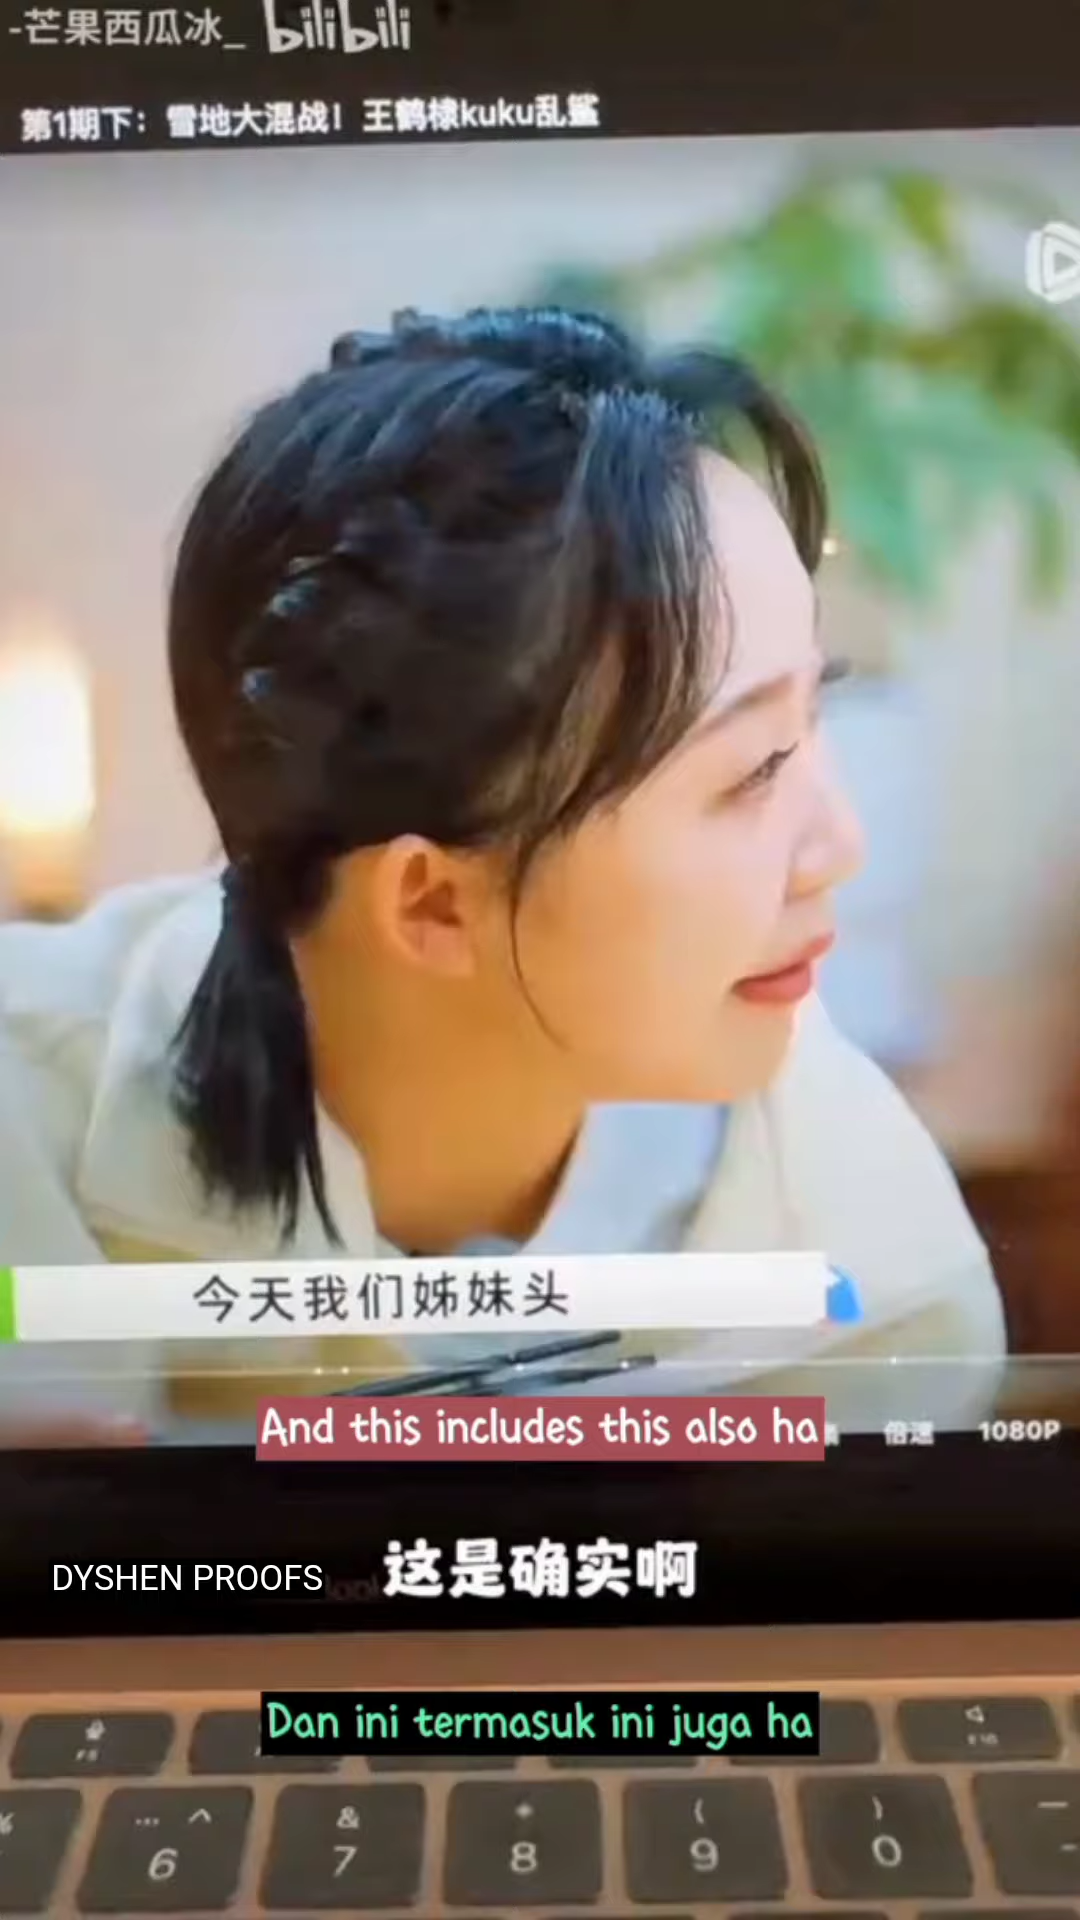 -芒果西瓜冰_ bilibili
第1期下：雪地大混战！王鹤棣kuku乱鲨
今天我们姊妹头
And this includes this also ha
倍速 1080P
DYSHEN PROOFS
这是确实啊
Dan ini termasuk ini juga ha
& * ( )
6 7 8 9 0